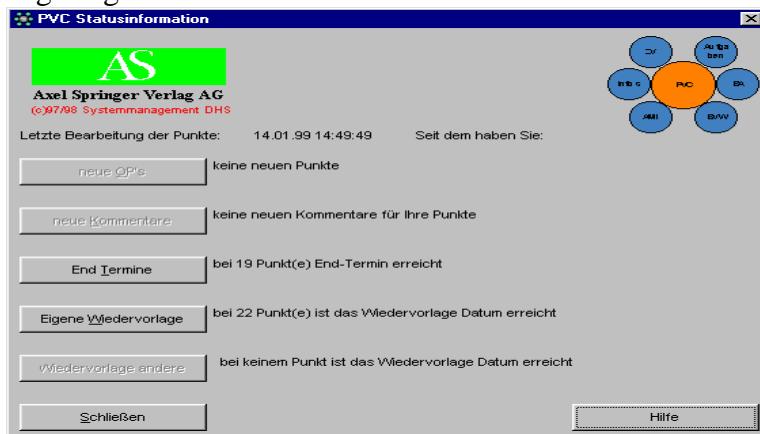 PVC Statusinformation
AS
Axel Springer Verlag AG
(c)97/98 Systemmanagement DHS
Aufga
ben
Infos
PvC
EA
AMI
Letzte Bearbeitung der Punkte: 14.01.99 14:49:49 Seit dem haben Sie:
neue OP's keine neuen Punkte
neue Kommentare keine neuen Kommentare für Ihre Punkte
End Termine bei 19 Punkt(e) End-Termin erreicht
Eigene Wiedervorlage bei 22 Punkt(e) ist das Wiedervorlage Datum erreicht
Wiedervorlage andere bei keinem Punkt ist das Wiedervorlage Datum erreicht
Schließen Hilfe